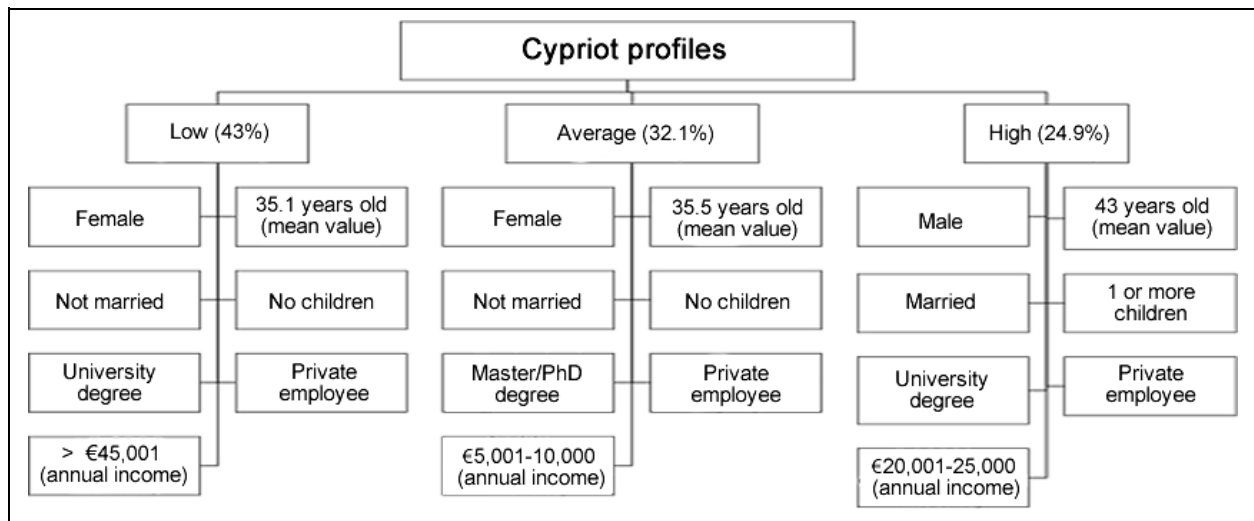 Cypriot profiles
Low (43%)
Average (32.1%)
High (24.9%)
Female
35.1 years old
(mean value)
Not married
No children
University
degree
Private
employee
> €45,001
(annual income)
Female
35.5 years old
(mean value)
Not married
No children
Master/PhD
degree
Private
employee
€5,001-10,000
(annual income)
Male
43 years old
(mean value)
Married
1 or more
children
University
degree
Private
employee
€20,001-25,000
(annual income)